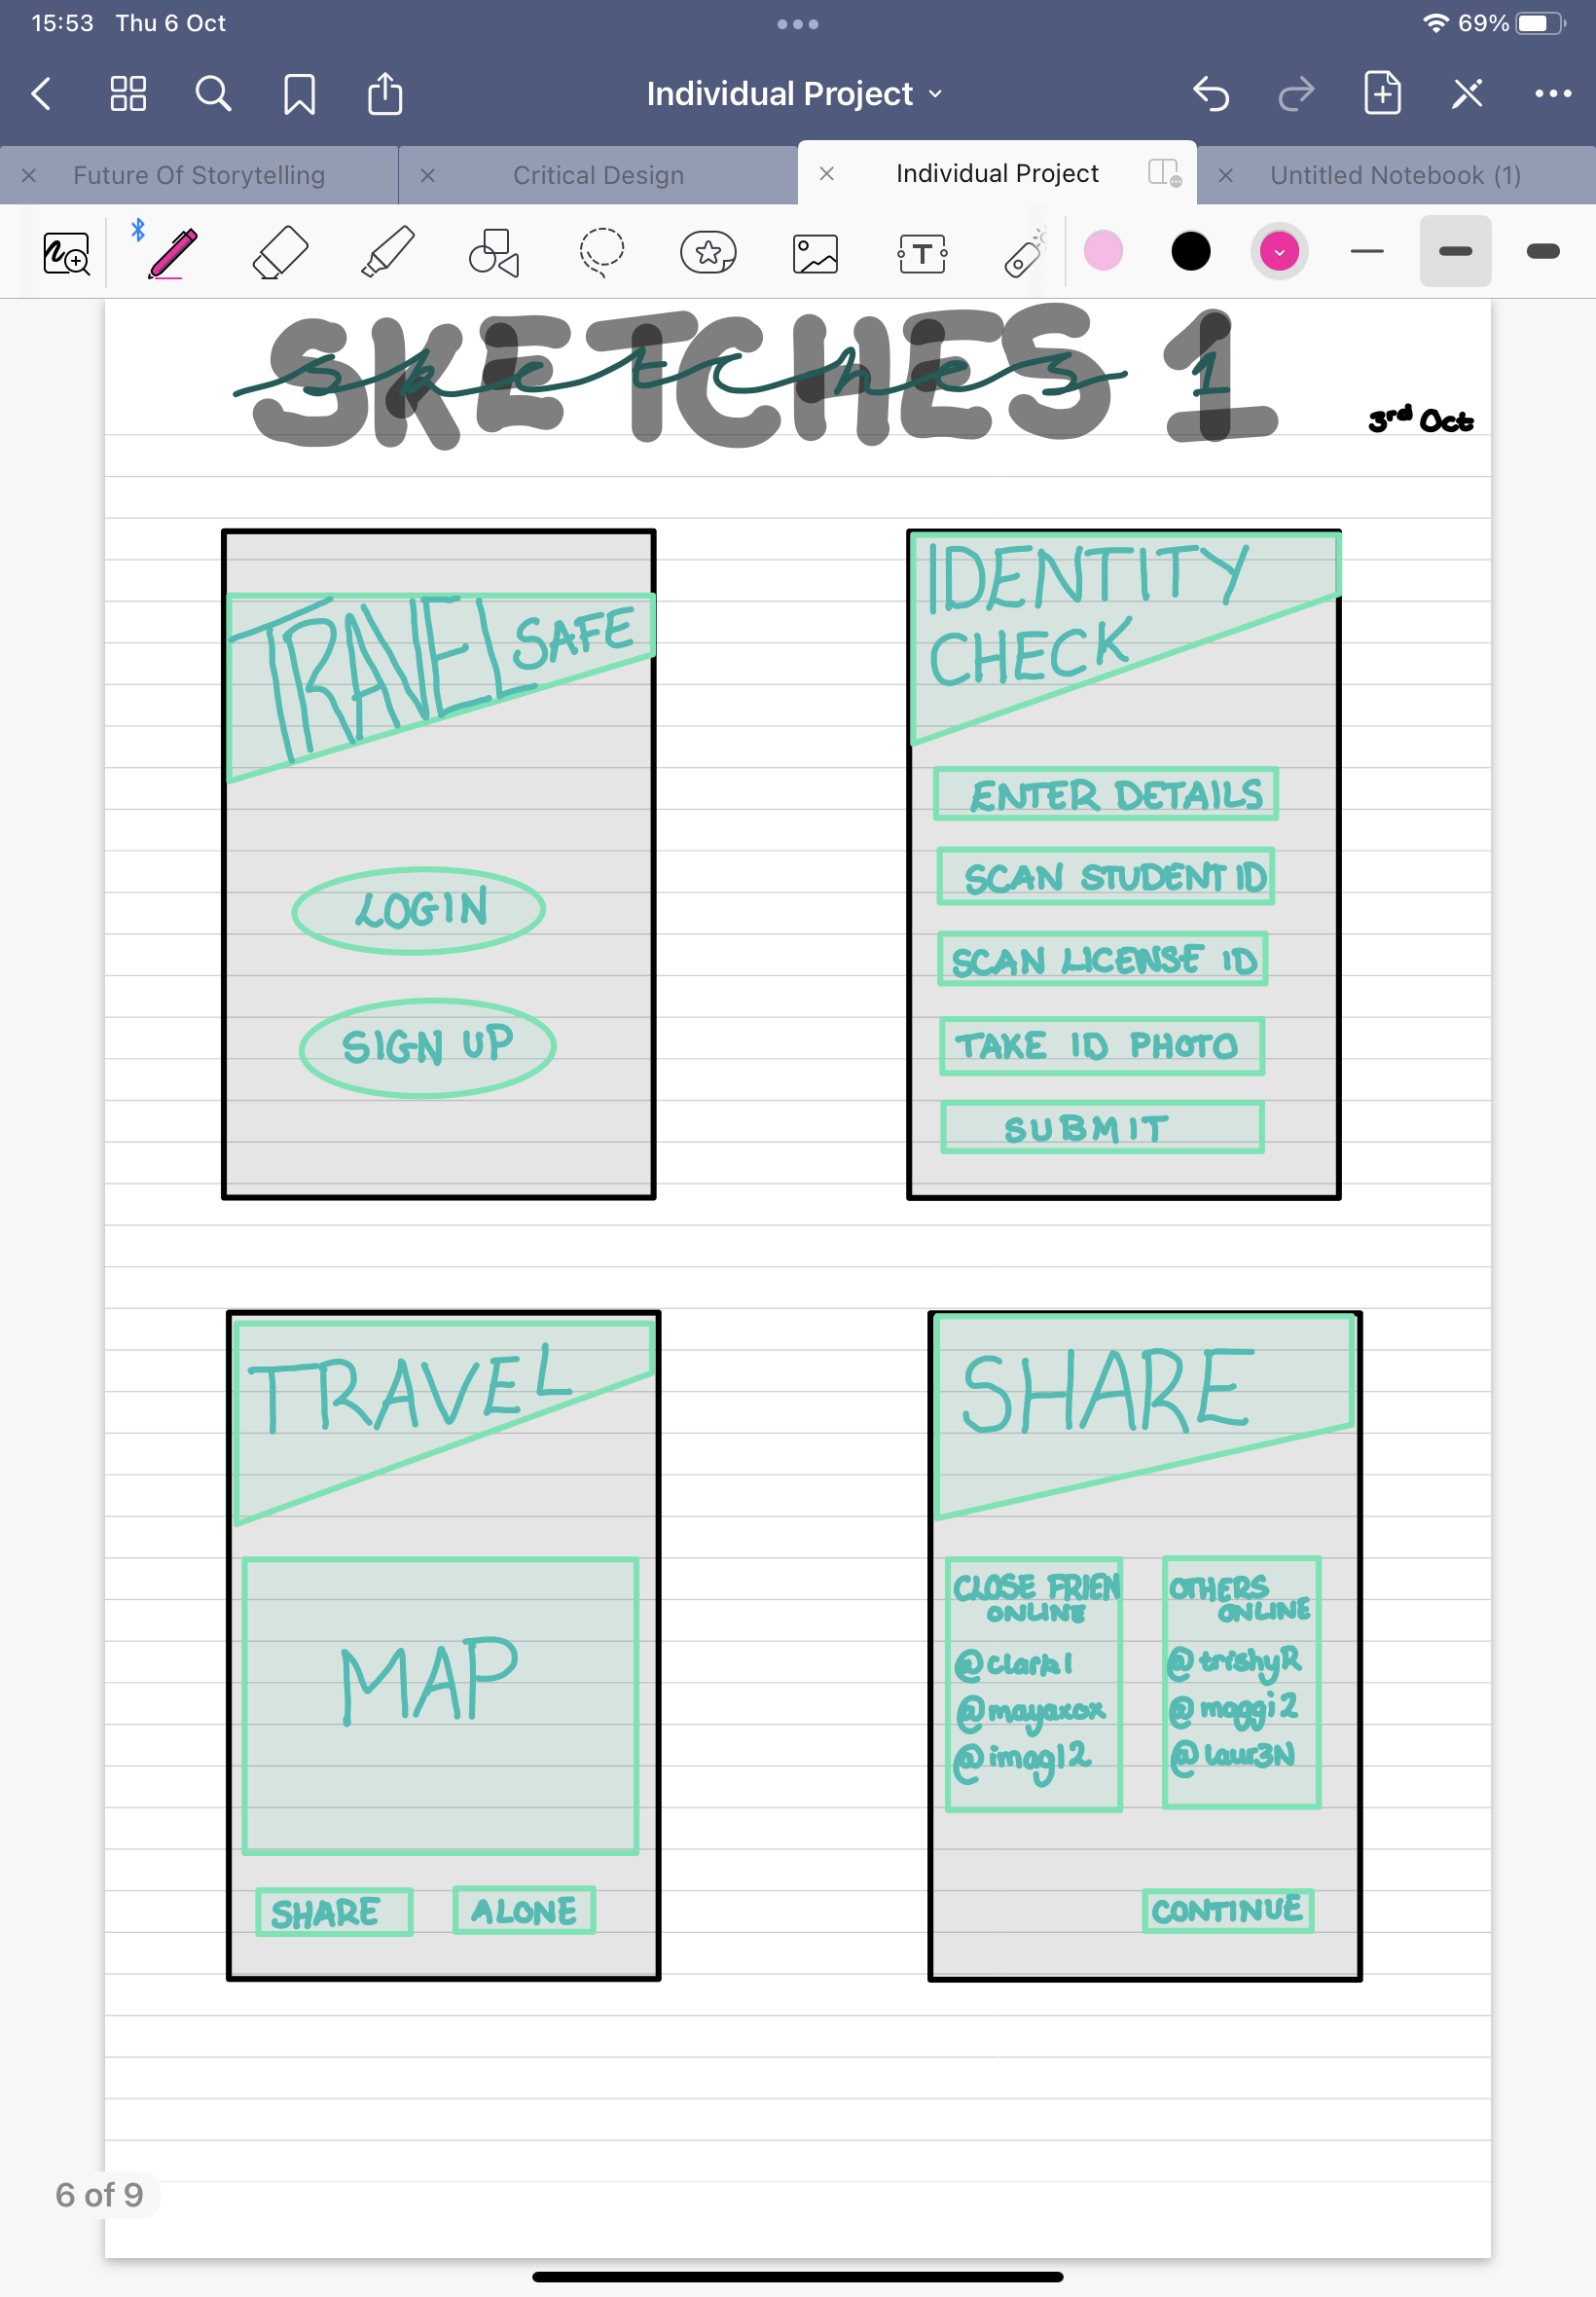 15:53 Thu 6 Oct
69%
Individual Project
Future Of Storytelling
Critical Design
Individual Project
Untitled Notebook (1)
T
SKETCHES 1
Sketches 1
3rd Oct
TRAVEL SAFE
LOGIN
SIGN UP
IDENTITY
CHECK
ENTER DETAILS
SCAN STUDENT ID
SCAN LICENSE ID
TAKE ID PHOTO
SUBMIT
TRAVEL
MAP
SHARE
ALONE
SHARE
CLOSE FRIEN
ONLINE
@clark1
@mayaxox
@imag12
OTHERS
ONLINE
@trishyR
@moggi2
@laur3N
CONTINUE
6 of 9